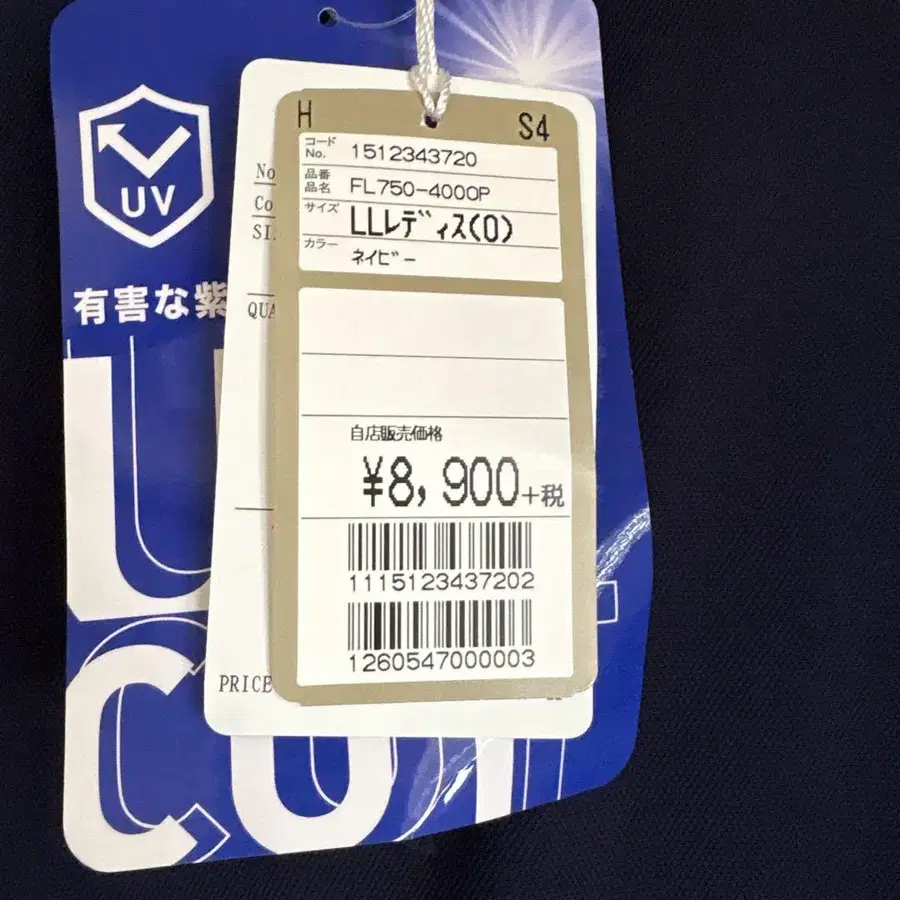 UV
有害な紫
U
CUT
No
Co
QUA
PRICE
H S4
コード
No. 1512343720
品番
品名 FL750-4000P
サイズ LLレディス(0)
カラー ネイビー
自店販売価格
¥8,900+税
1115123437202
1260547000003